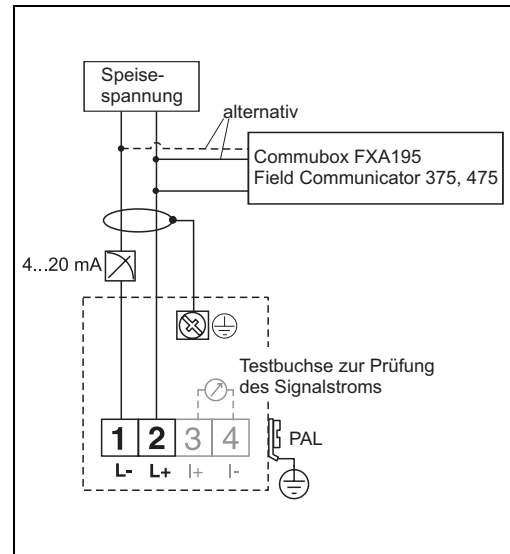 Speise-
spannung
alternativ
Commubox FXA195
Field Communicator 375, 475
4...20 mA
Testbuchse zur Prüfung
des Signalstroms
1 2 3 4
L- L+ I+ I-
PAL